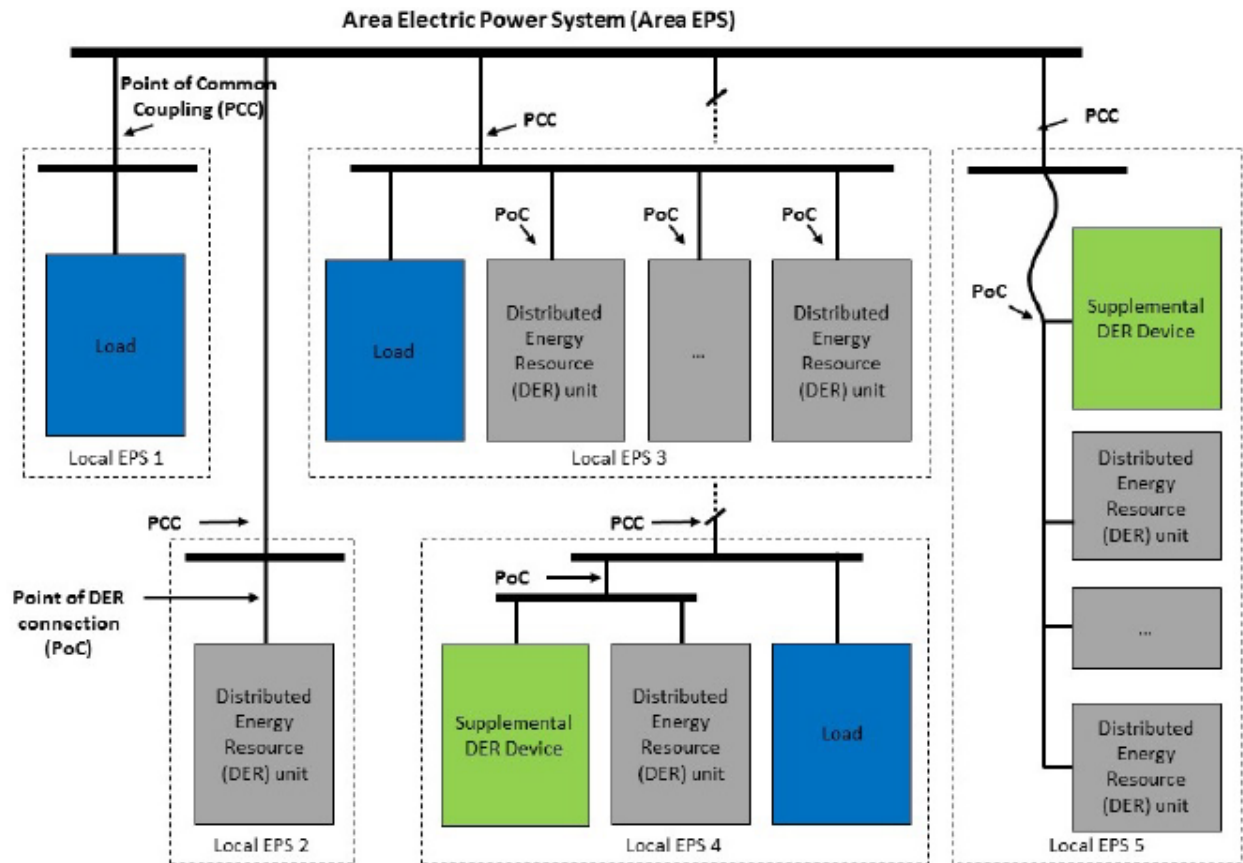 Area Electric Power System (Area EPS)
Point of Common
Coupling (PCC)
PCC
PCC
PoC
PoC
PoC
Load
Load
Distributed
Energy
Resource
(DER) unit
...
Distributed
Energy
Resource
(DER) unit
PoC
Supplemental
DER Device
Local EPS 1
Local EPS 3
Distributed
Energy
Resource
(DER) unit
PCC
PCC
PoC
Point of DER
connection
(PoC)
...
Distributed
Energy
Resource
(DER) unit
Supplemental
DER Device
Distributed
Energy
Resource
(DER) unit
Load
Distributed
Energy
Resource
(DER) unit
Local EPS 2
Local EPS 4
Local EPS 5